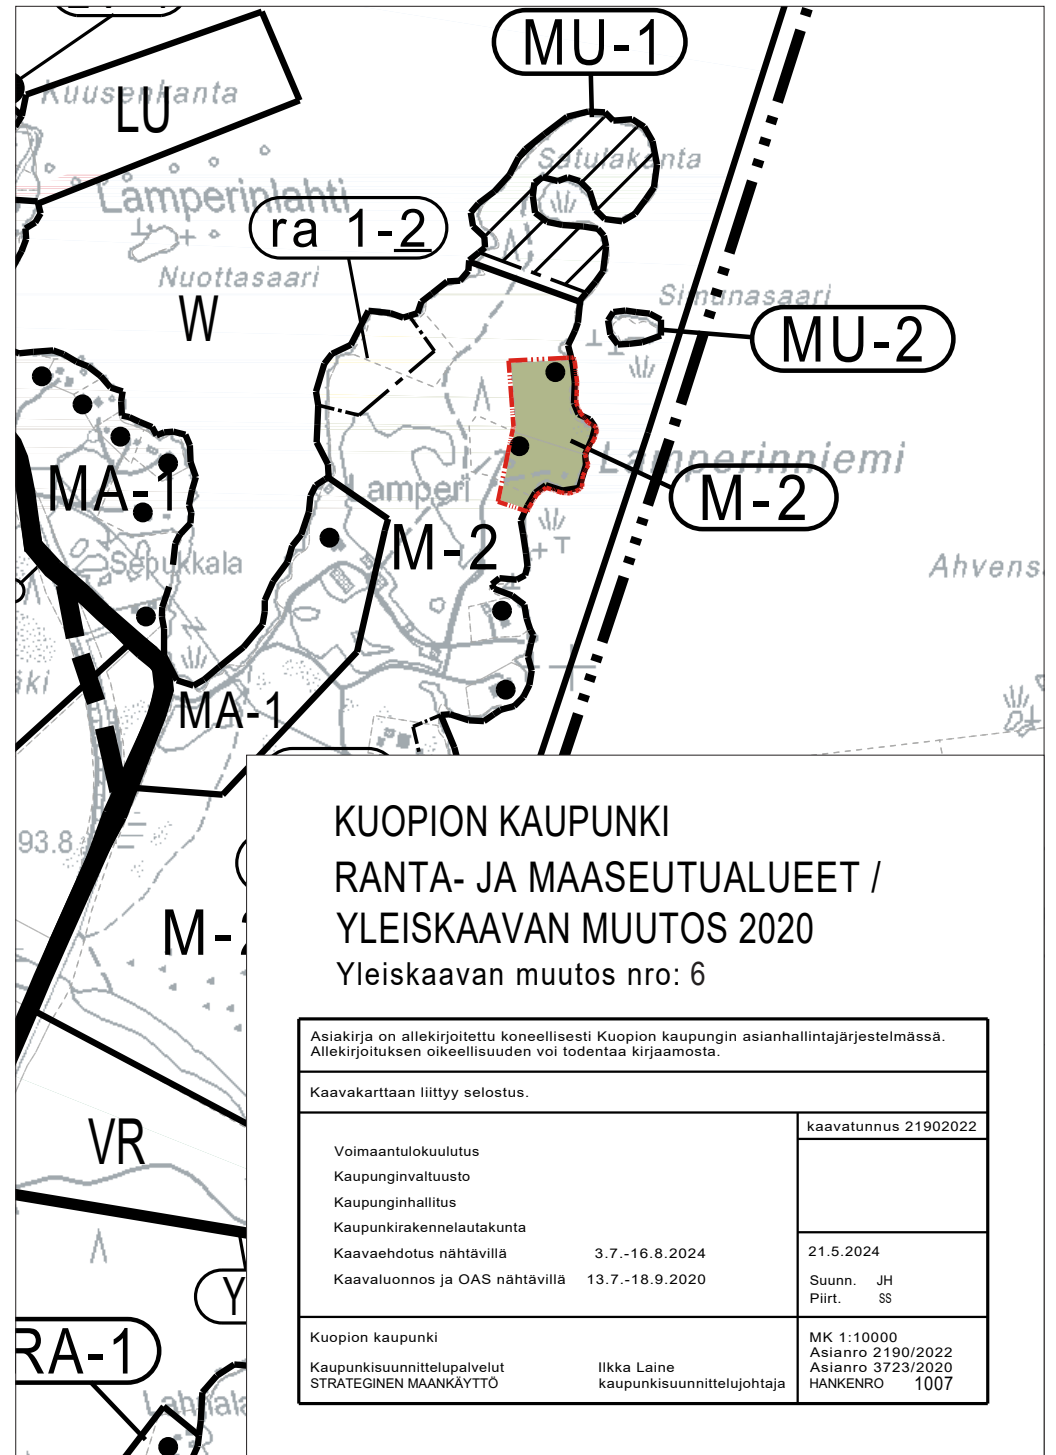 MU-1
Kuusenkanta
LU
Satulakanta
Lamperinlahti
ra 1-2
Nuottasaari
W
Simunasaari
MU-2
Lamperinniemi
MA-1
Lamperi
M-2
M-2
Sepukkala
Ahvens
äki
MA-1
93.8
M-2
VR
Y
RA-1
KUOPION KAUPUNKI
RANTA- JA MAASEUTUALUEET /
YLEISKAAVAN MUUTOS 2020
Yleiskaavan muutos nro: 6
Asiakirja on allekirjoitettu koneellisesti Kuopion kaupungin asianhallintajärjestelmässä.
Allekirjoituksen oikeellisuuden voi todentaa kirjaamosta.
Kaavakarttaan liittyy selostus.
kaavatunnus 21902022
Voimaantulokuulutus
Kaupunginvaltuusto
Kaupunginhallitus
Kaupunkirakennelautakunta
Kaavaehdotus nähtävillä 3.7.-16.8.2024
Kaavaluonnos ja OAS nähtävillä 13.7.-18.9.2020
21.5.2024
Suunn. JH
Piirt. SS
Kuopion kaupunki
Kaupunkisuunnittelupalvelut Ilkka Laine
STRATEGINEN MAANKÄYTTÖ kaupunkisuunnittelujohtaja
MK 1:10000
Asianro 2190/2022
Asianro 3723/2020
HANKENRO 1007